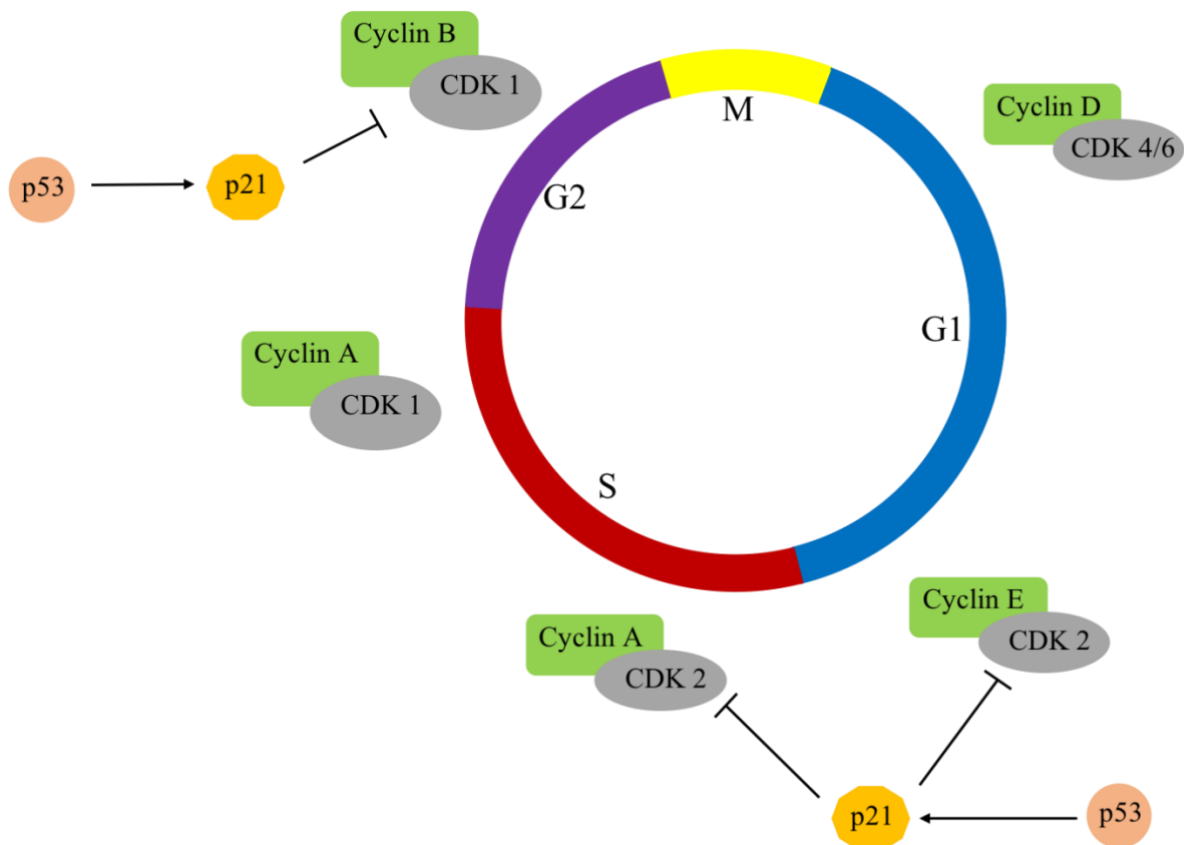 Cyclin B
CDK 1
M
Cyclin D
CDK 4/6
p53
p21
G2
G1
Cyclin A
CDK 1
S
Cyclin E
CDK 2
Cyclin A
CDK 2
p21
p53